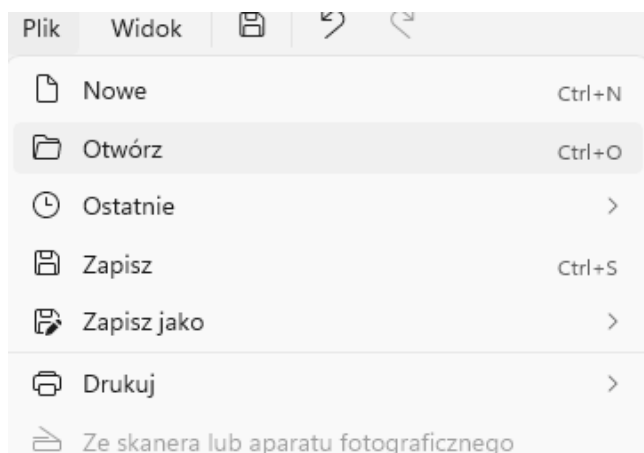 Plik Widok
Nowe Ctrl+N
Otwórz Ctrl+O
Ostatnie
Zapisz Ctrl+S
Zapisz jako
Drukuj
Ze skanera lub aparatu fotograficznego